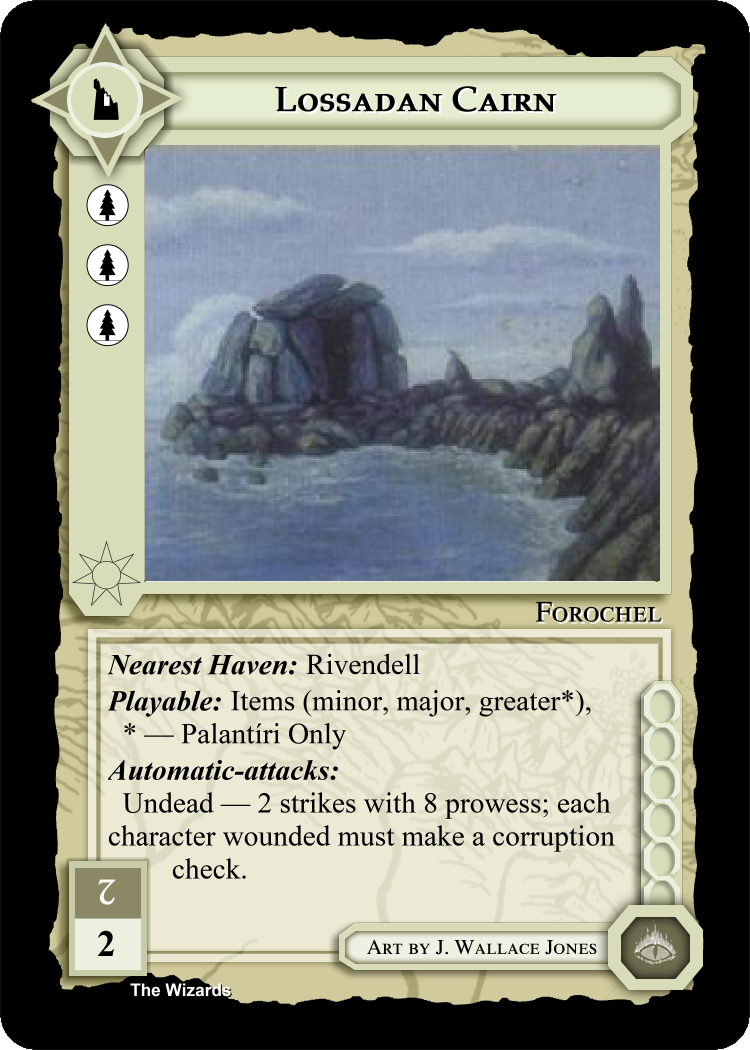 Lossadan Cairn
Forochel
Nearest Haven: Rivendell
Playable: Items (minor, major, greater*),
* — Palantíri Only
Automatic-attacks:
Undead — 2 strikes with 8 prowess; each
character wounded must make a corruption
check.
2
2
Art by J. Wallace Jones
The Wizards